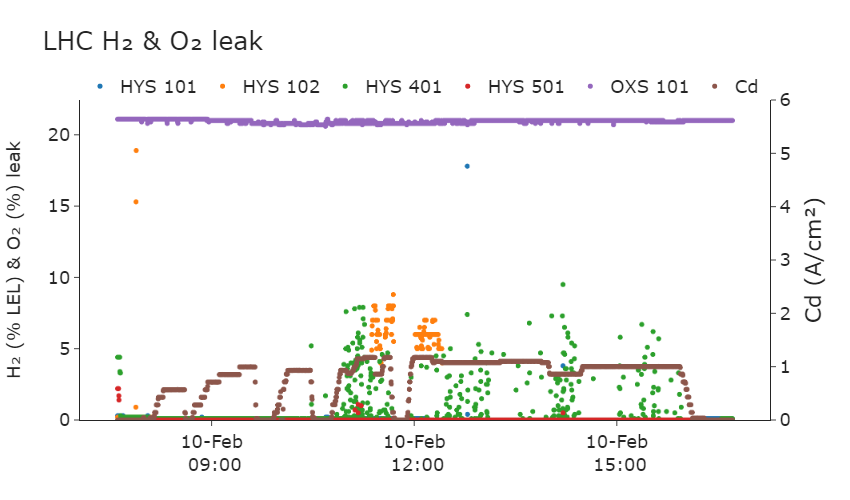 LHC H₂ & O₂ leak
HYS 101 HYS 102 HYS 401 HYS 501 OXS 101 Cd
H₂ (% LEL) & O₂ (%) leak
20
15
10
5
0
6
5
4
3
2
1
0
Cd (A/cm²)
10-Feb 10-Feb 10-Feb
09:00 12:00 15:00